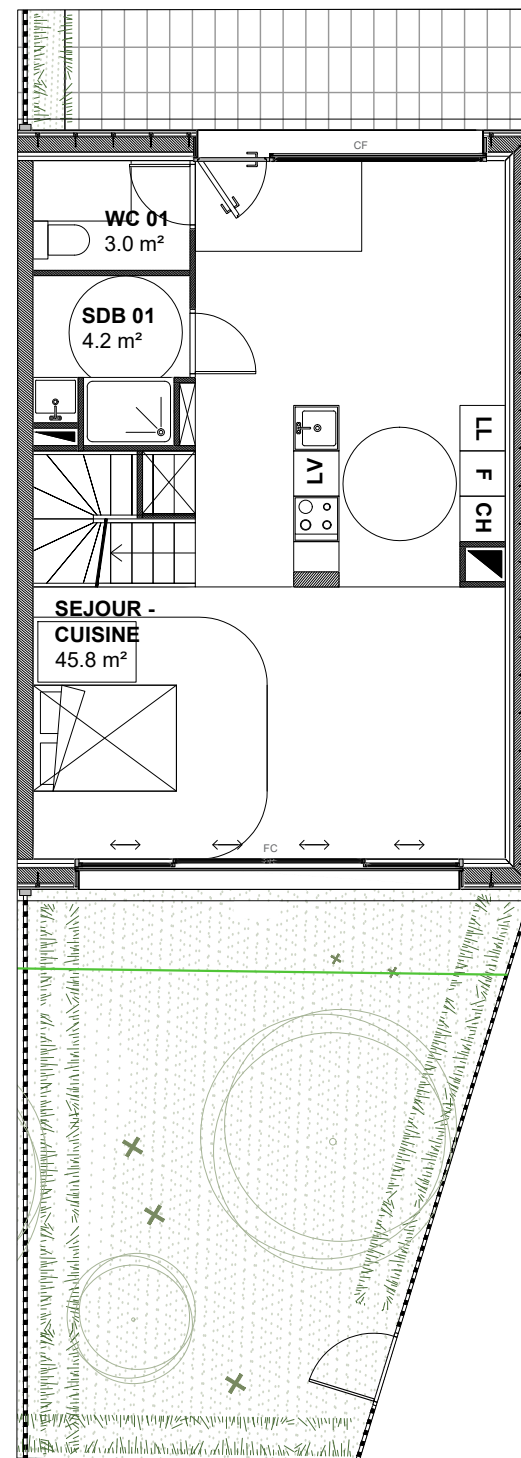 CF
WC 01
3.0 m²
SDB 01
4.2 m²
LL
LV
F
CH
SEJOUR -
CUISINE
45.8 m²
FC